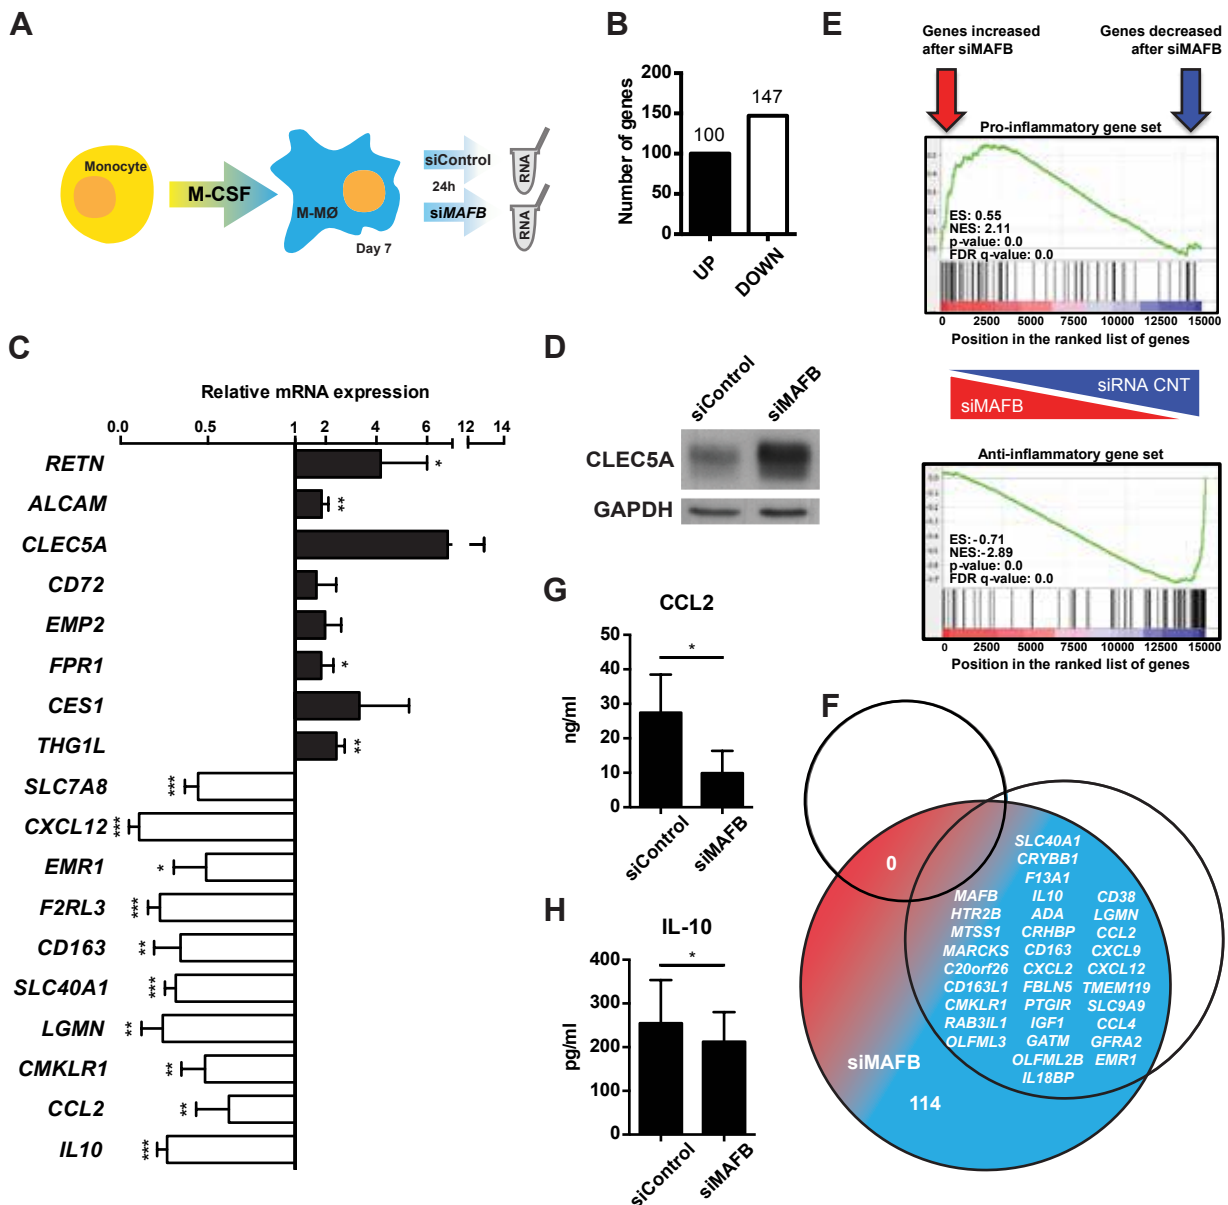 A
Monocyte
M-CSF
M-MØ
Day 7
siControl
24h
siMAFB
RNA
RNA
B
Number of genes
200
150
100
50
0
100
147
UP
DOWN
C
Relative mRNA expression
0.0
0.5
1
2
4
6
12
14
RETN
*
ALCAM
**
CLEC5A
CD72
EMP2
FPR1
*
CES1
THG1L
**
SLC7A8
***
CXCL12
***
EMR1
*
F2RL3
***
CD163
**
SLC40A1
***
LGMN
**
CMKLR1
**
CCL2
**
IL10
***
D
siControl
siMAFB
CLEC5A
GAPDH
E
Genes increased
after siMAFB
Genes decreased
after siMAFB
Pro-inflammatory gene set
ES: 0.55
NES: 2.11
p-value: 0.0
FDR q-value: 0.0
0
2500
5000
7500
10000
12500
15000
Position in the ranked list of genes
siRNA CNT
siMAFB
Anti-inflammatory gene set
ES:-0.71
NES:-2.89
p-value: 0.0
FDR q-value: 0.0
0
2500
5000
7500
10000
12500
15000
Position in the ranked list of genes
F
0
SLC40A1
CRYBB1
F13A1
MAFB IL10 CD38
HTR2B ADA LGMN
MTSS1 CRHBP CCL2
MARCKS CD163 CXCL9
C20orf26 CXCL2 CXCL12
CD163L1 FBLN5 TMEM119
CMKLR1 PTGIR SLC9A9
RAB3IL1 IGF1 CCL4
OLFML3 GATM GFRA2
OLFML2B EMR1
IL18BP
siMAFB
114
G
CCL2
ng/ml
50
40
30
20
10
0
*
siControl
siMAFB
H
IL-10
pg/ml
400
300
200
100
0
*
siControl
siMAFB